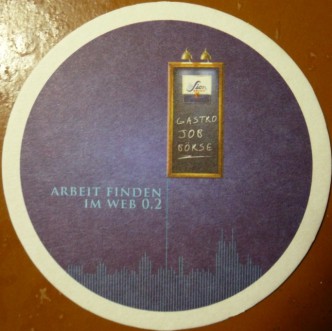 GASTRO
JOB
BÖRSE
ARBEIT FINDEN
IM WEB 0.2